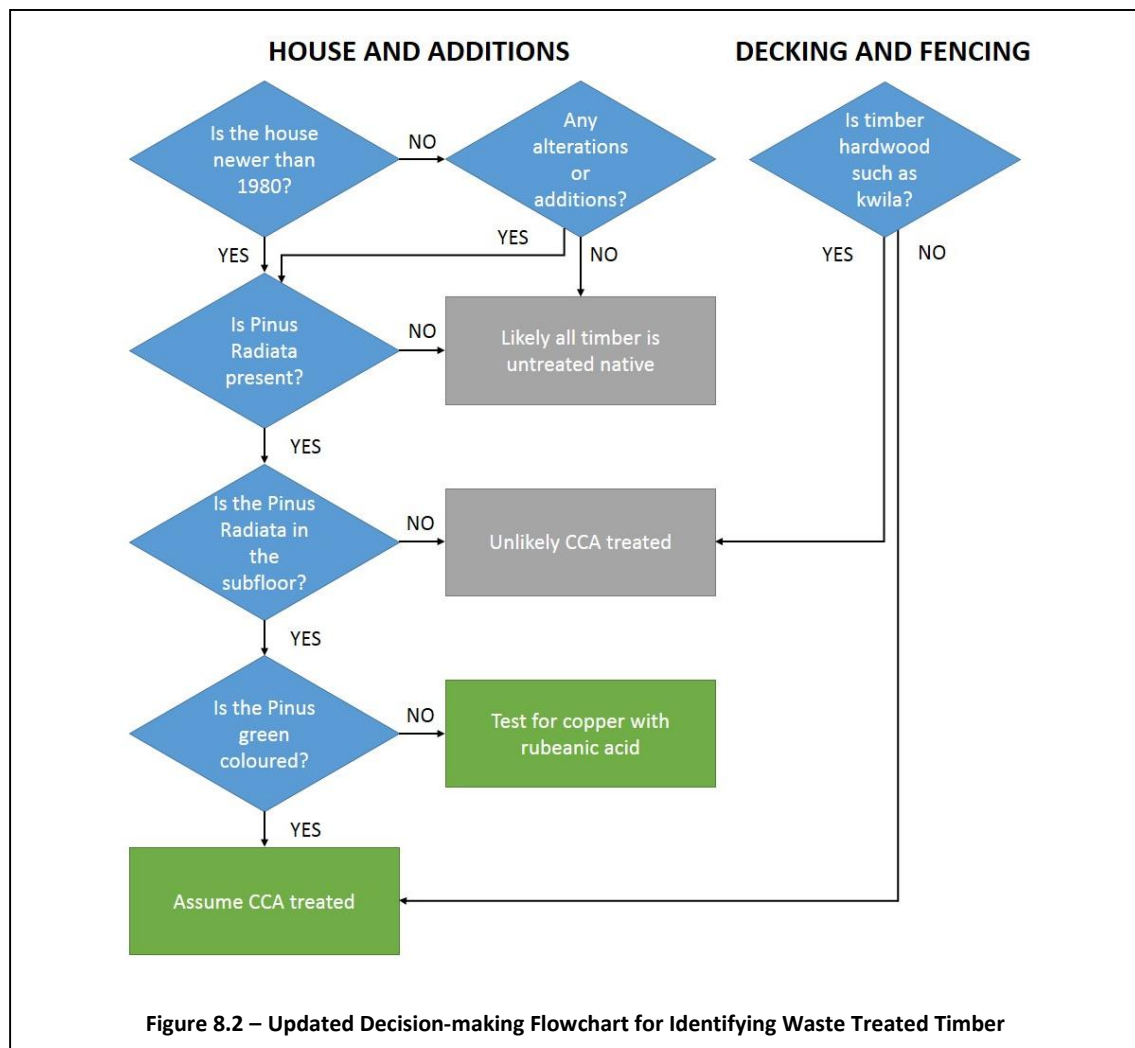 HOUSE AND ADDITIONS
DECKING AND FENCING
Is the house
newer than
1980?
NO
Any
alterations
or
additions?
Is timber
hardwood
such as
kwila?
YES
YES
NO
YES
NO
Is Pinus
Radiata
present?
NO
Likely all timber is
untreated native
YES
Is the Pinus
Radiata in
the
subfloor?
NO
Unlikely CCA treated
YES
Is the Pinus
green
coloured?
NO
Test for copper with
rubeanic acid
YES
Assume CCA treated
Figure 8.2 – Updated Decision-making Flowchart for Identifying Waste Treated Timber